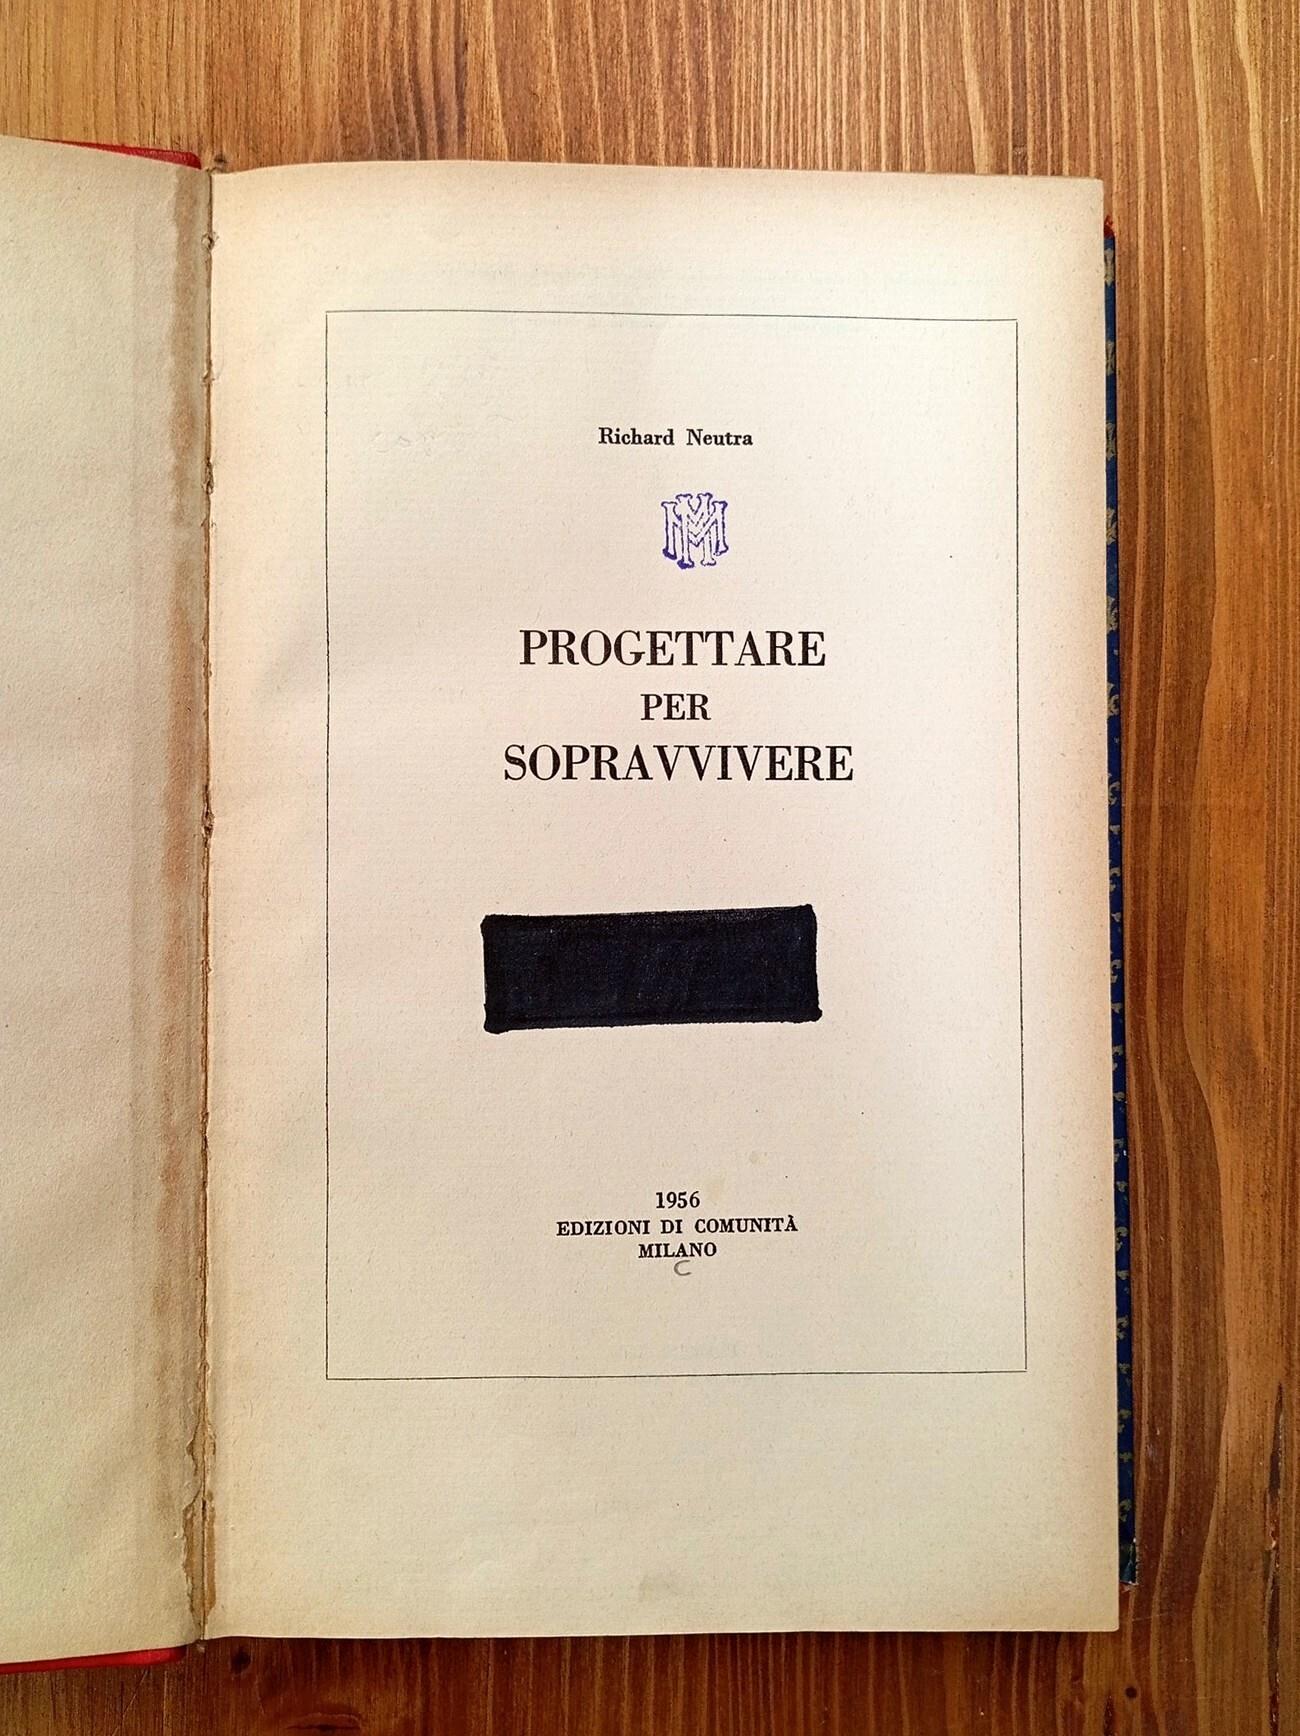 Richard Neutra
PROGETTARE
PER
SOPRAVVIVERE
1956
EDIZIONI DI COMUNITÀ
MILANO
C